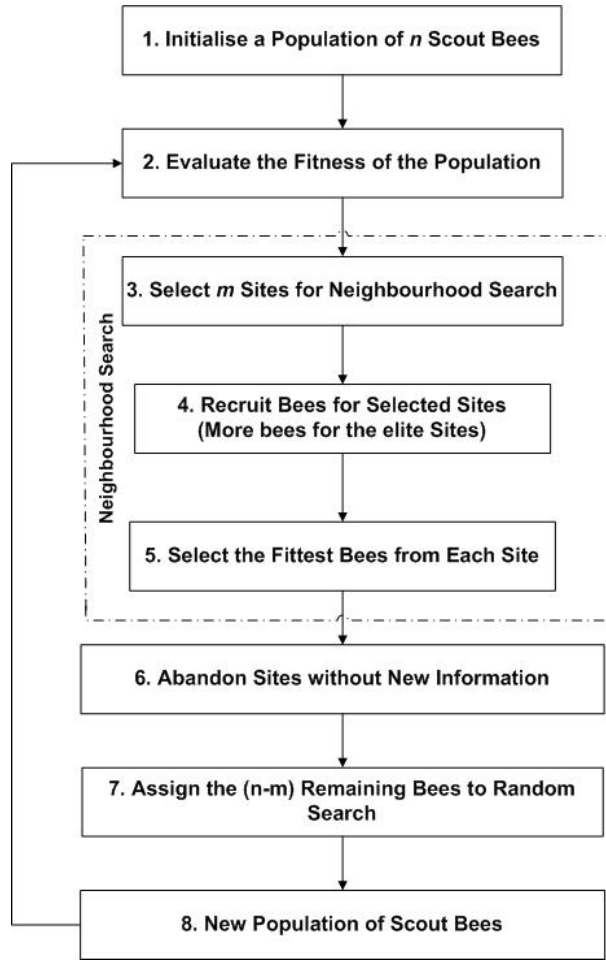 1. Initialise a Population of n Scout Bees
2. Evaluate the Fitness of the Population
Neighbourhood Search
3. Select m Sites for Neighbourhood Search
4. Recruit Bees for Selected Sites
(More bees for the elite Sites)
5. Select the Fittest Bees from Each Site
6. Abandon Sites without New Information
7. Assign the (n-m) Remaining Bees to Random
Search
8. New Population of Scout Bees